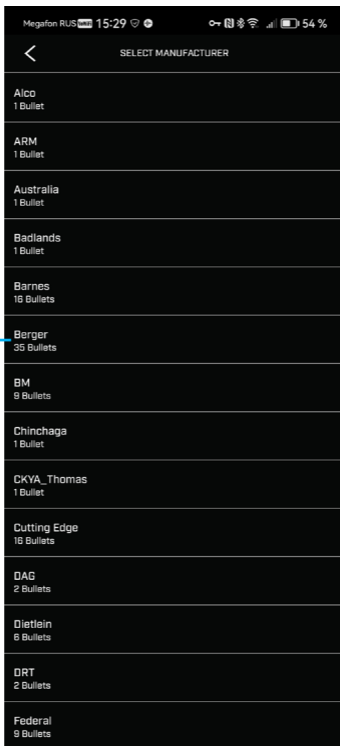 Megafon RUS 15:29 54 %
SELECT MANUFACTURER
Alco
1 Bullet
ARM
1 Bullet
Australia
1 Bullet
Badlands
1 Bullet
Barnes
16 Bullets
Berger
35 Bullets
BM
9 Bullets
Chinchaga
1 Bullet
CKYA_Thomas
1 Bullet
Cutting Edge
16 Bullets
DAG
2 Bullets
Dietlein
6 Bullets
DRT
2 Bullets
Federal
9 Bullets